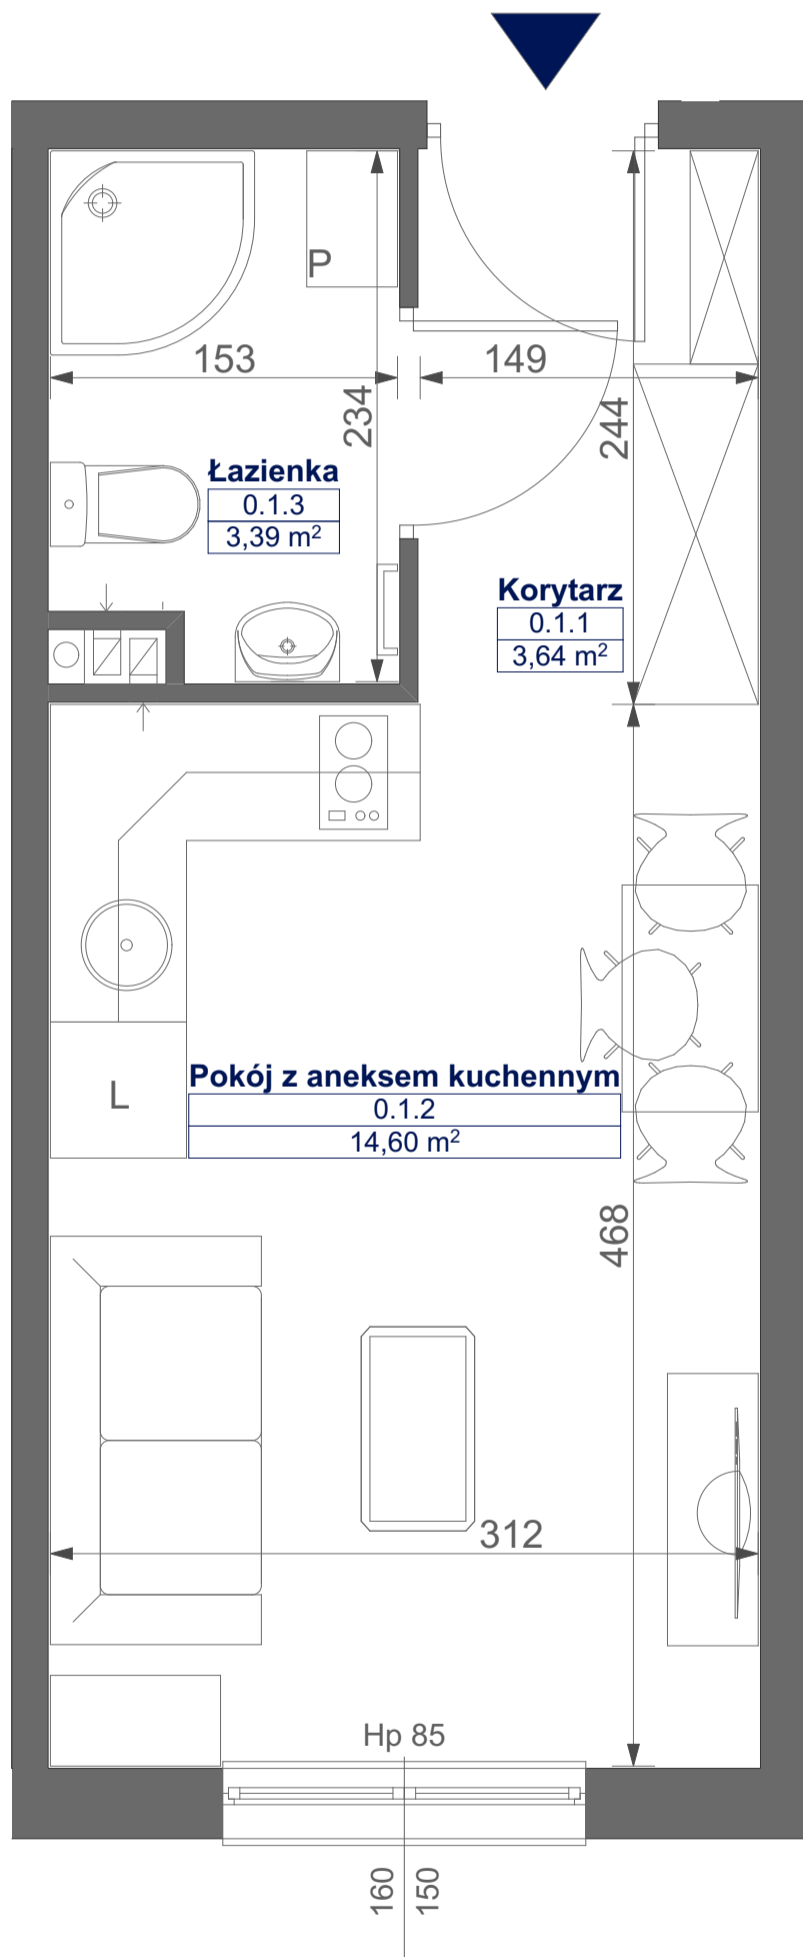 P
153
149
234
244
Łazienka
0.1.3
3,39 m²
Korytarz
0.1.1
3,64 m²
L
Pokój z aneksem kuchennym
0.1.2
14,60 m²
468
312
Hp 85
160
150